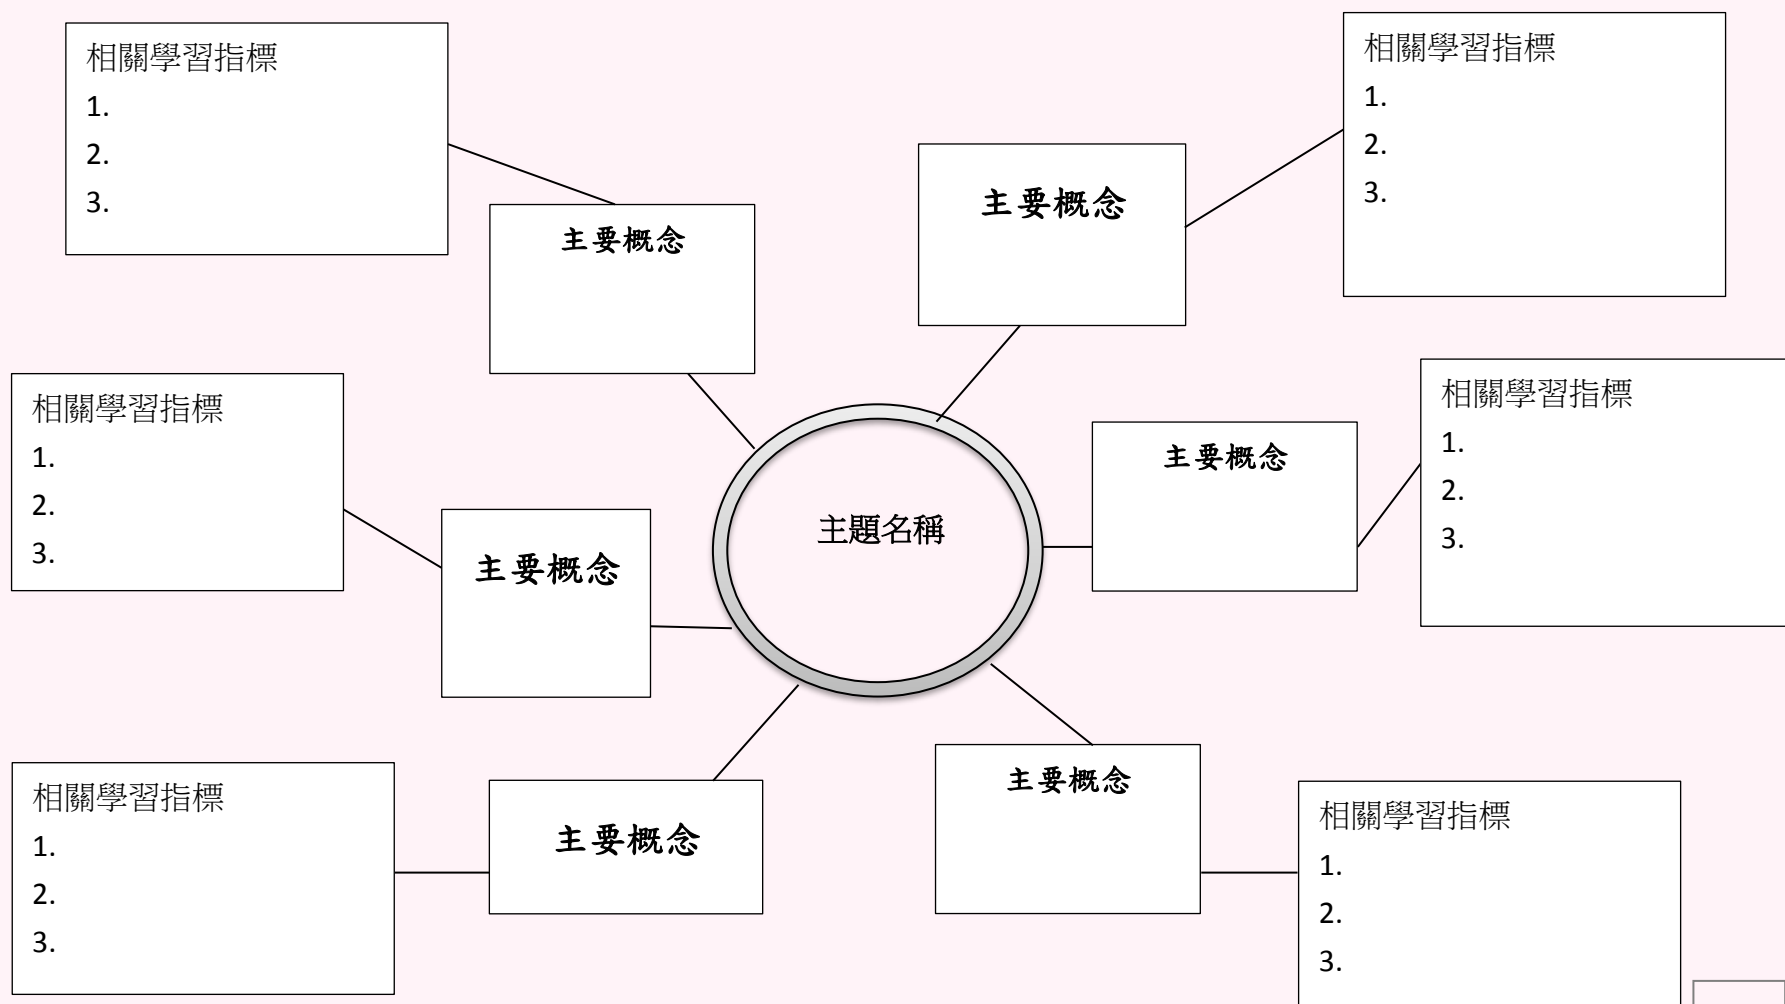 相關學習指標
1.
2.
3.
主要概念
主要概念
相關學習指標
1.
2.
3.
相關學習指標
1.
2.
3.
主要概念
主題名稱
主要概念
相關學習指標
1.
2.
3.
相關學習指標
1.
2.
3.
主要概念
主要概念
相關學習指標
1.
2.
3.